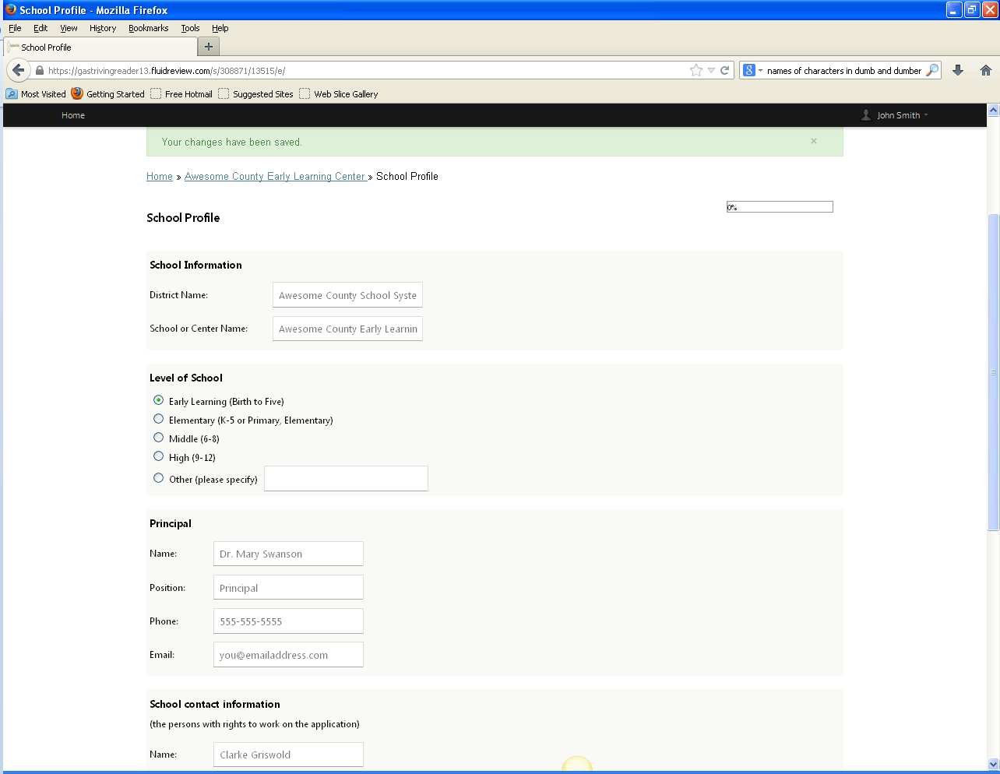 School Profile - Mozilla Firefox
File Edit View History Bookmarks Tools Help
School Profile
https://gastrivingreader13.fluidreview.com/s/308871/13515/e/
8 names of characters in dumb and dumber
Most Visited Getting Started Free Hotmail Suggested Sites Web Slice Gallery
Home John Smith
Your changes have been saved. ×
Home » Awesome County Early Learning Center » School Profile
0%
School Profile
School Information
District Name: Awesome County School Syste
School or Center Name: Awesome County Early Learnin
Level of School
Early Learning (Birth to Five)
Elementary (K-5 or Primary, Elementary)
Middle (6-8)
High (9-12)
Other (please specify)
Principal
Name: Dr. Mary Swanson
Position: Principal
Phone: 555-555-5555
Email: you@emailaddress.com
School contact information
(the persons with rights to work on the application)
Name: Clarke Griswold